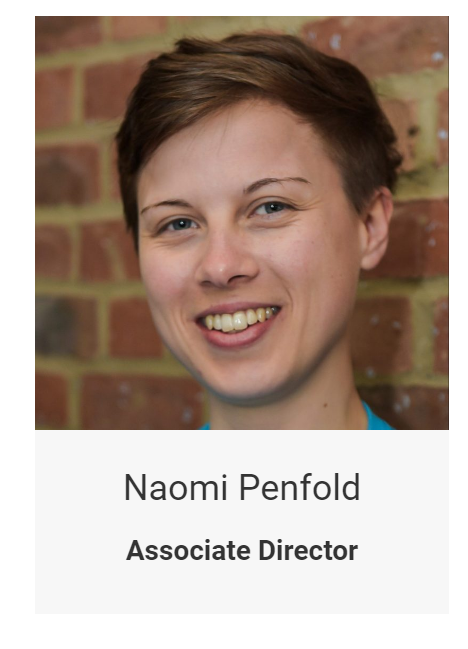 Naomi Penfold
Associate Director